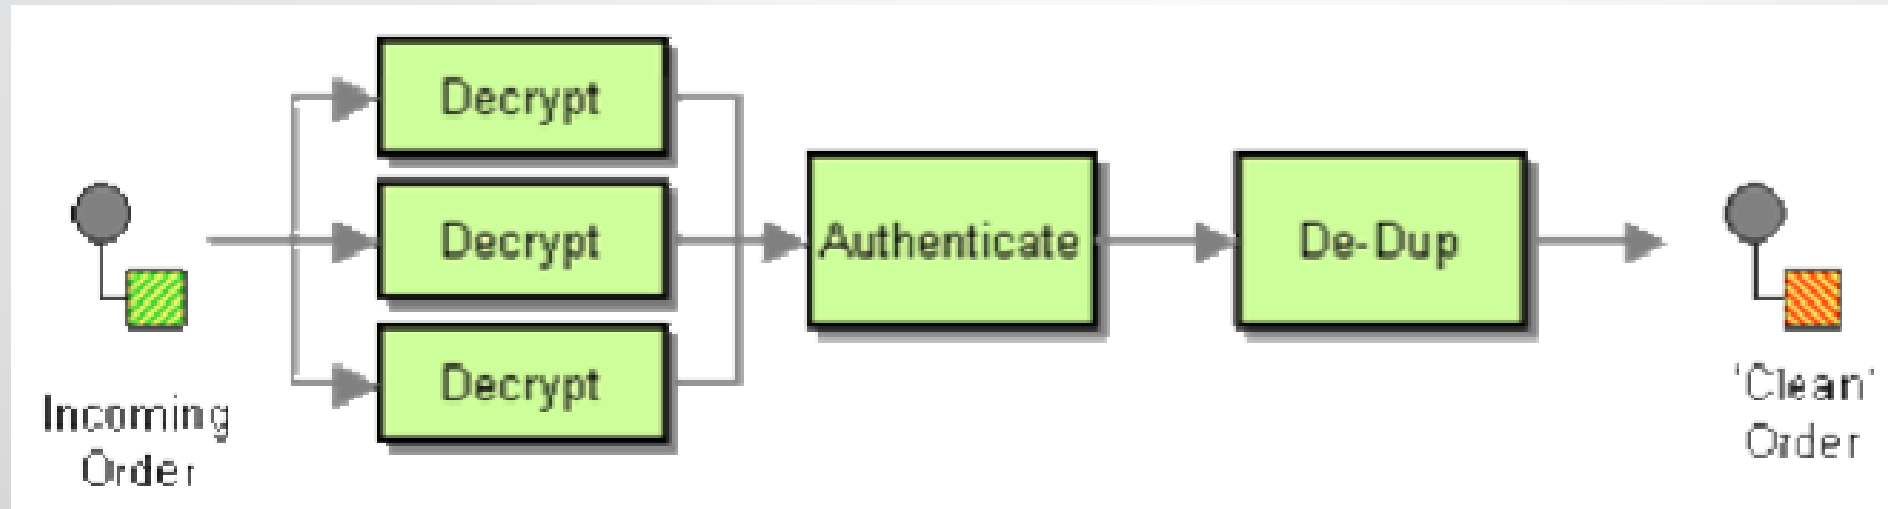 Incoming
Order
Decrypt
Decrypt
Decrypt
Authenticate
De-Dup
'Clean'
Order